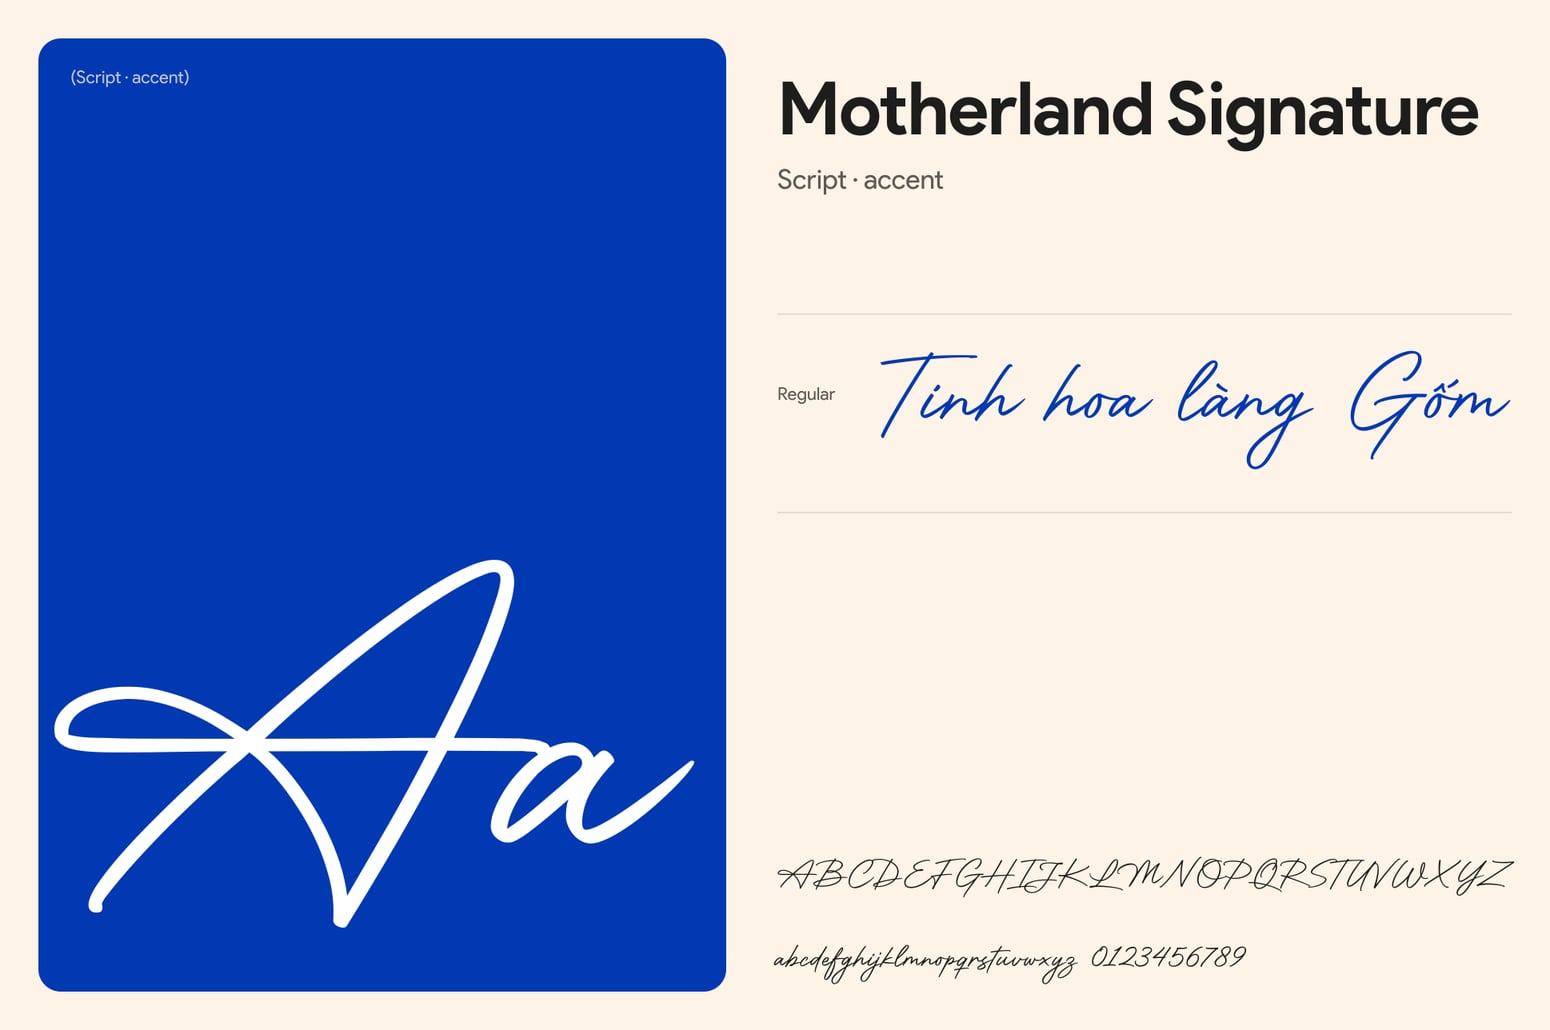 (Script · accent)
Aa
Motherland Signature
Script · accent
Regular
Tinh hoa làng Gốm
ABCDEFGHIJKLMNOPQRSTUVWXYZ
abcdefghijklmnopqrstuvwxyz 0123456789